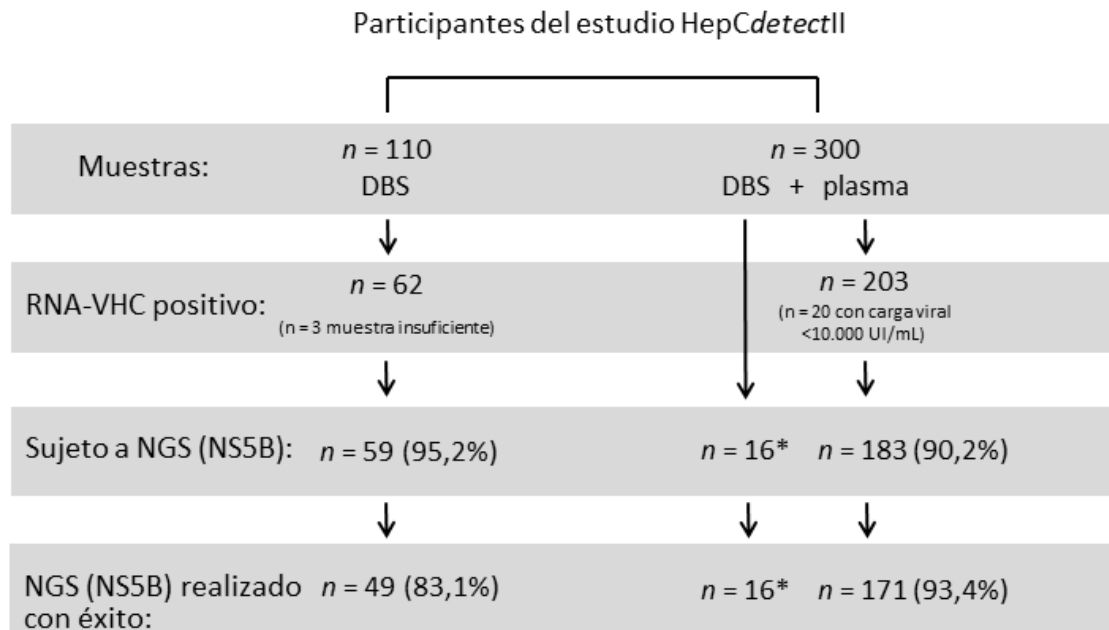 Participantes del estudio HepCdetectII
Muestras: n = 110 n = 300
DBS DBS + plasma
RNA-VHC positivo: n = 62 n = 203
(n = 3 muestra insuficiente) (n = 20 con carga viral
<10.000 UI/mL)
Sujeto a NGS (NS5B): n = 59 (95,2%) n = 16* n = 183 (90,2%)
NGS (NS5B) realizado n = 49 (83,1%) n = 16* n = 171 (93,4%)
con éxito: